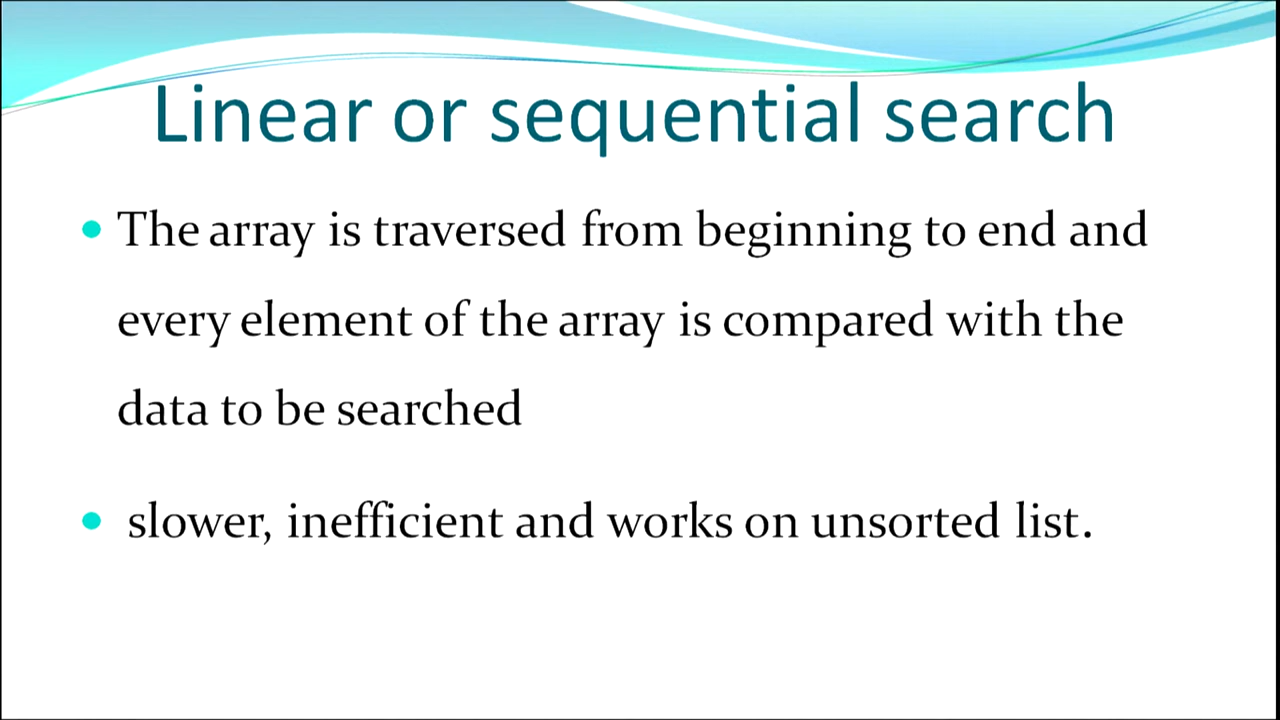 Linear or sequential search
The array is traversed from beginning to end and
every element of the array is compared with the
data to be searched
slower, inefficient and works on unsorted list.